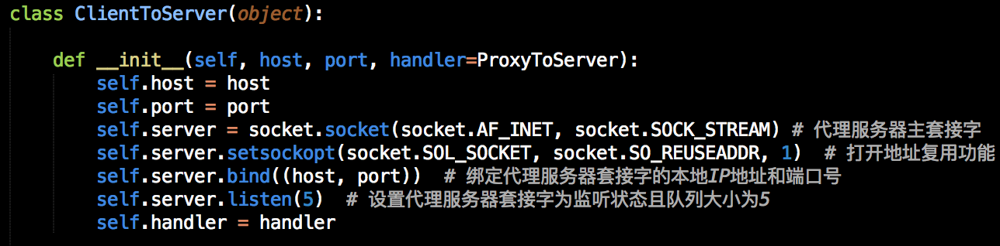 class ClientToServer(object):
def __init__(self, host, port, handler=ProxyToServer):
self.host = host
self.port = port
self.server = socket.socket(socket.AF_INET, socket.SOCK_STREAM) # 代理服务器主套接字
self.server.setsockopt(socket.SOL_SOCKET, socket.SO_REUSEADDR, 1)  # 打开地址复用功能
self.server.bind((host, port))  # 绑定代理服务器套接字的本地IP地址和端口号
self.server.listen(5)  # 设置代理服务器套接字为监听状态且队列大小为5
self.handler = handler